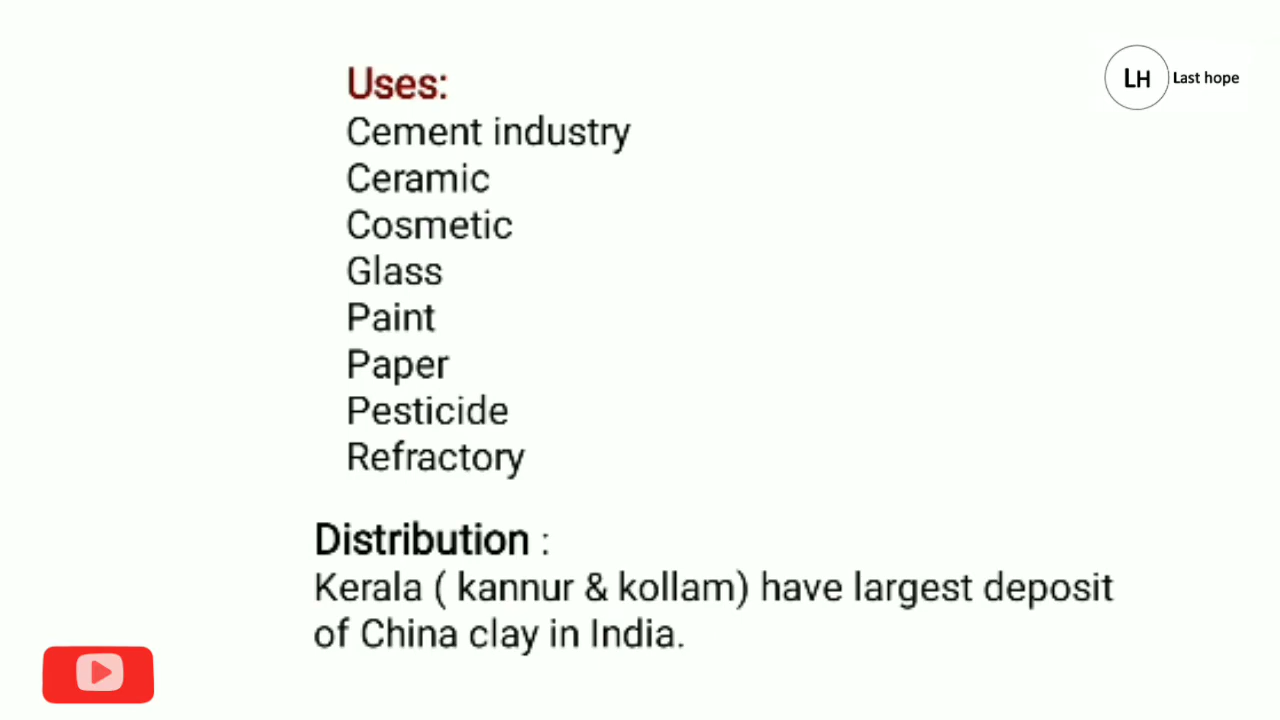 Uses:
LH Last hope
Cement industry
Ceramic
Cosmetic
Glass
Paint
Paper
Pesticide
Refractory
Distribution :
Kerala ( kannur & kollam) have largest deposit
of China clay in India.